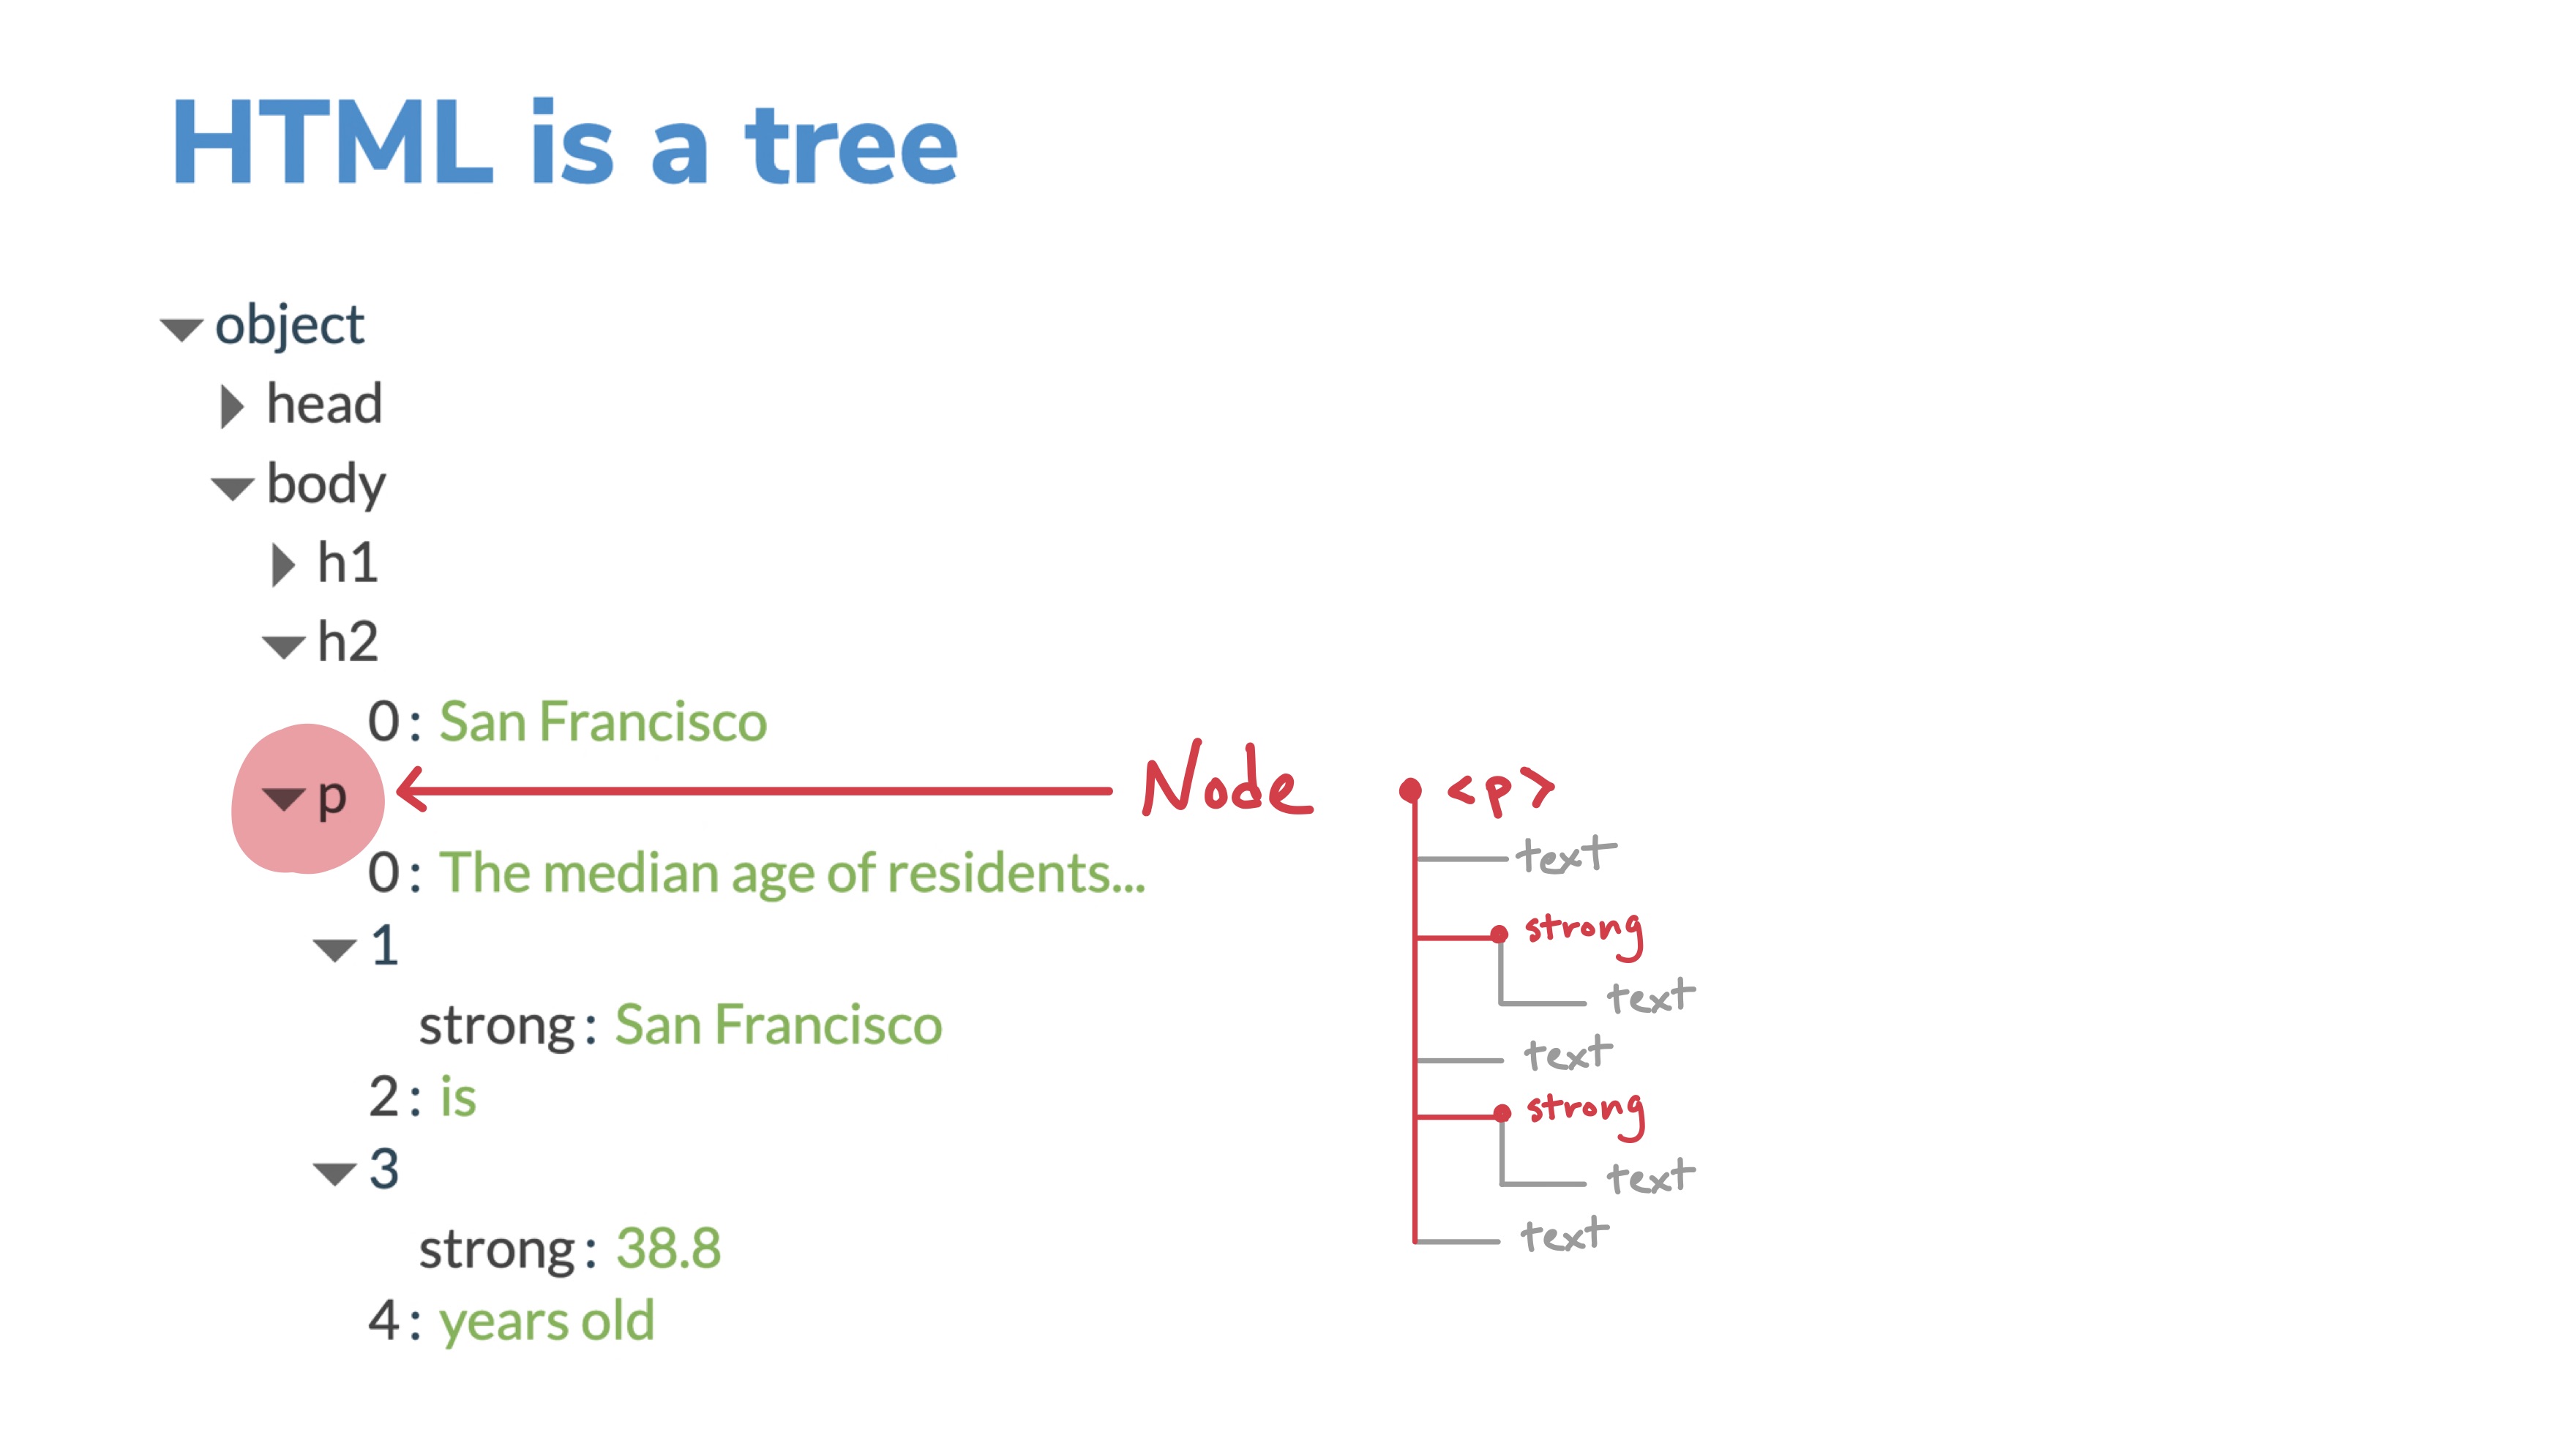 HTML is a tree
object
head
body
h1
h2
0: San Francisco
p
Node
<p>
0: The median age of residents...
text
1
strong
strong: San Francisco
text
2: is
text
3
strong
strong: 38.8
text
4: years old
text